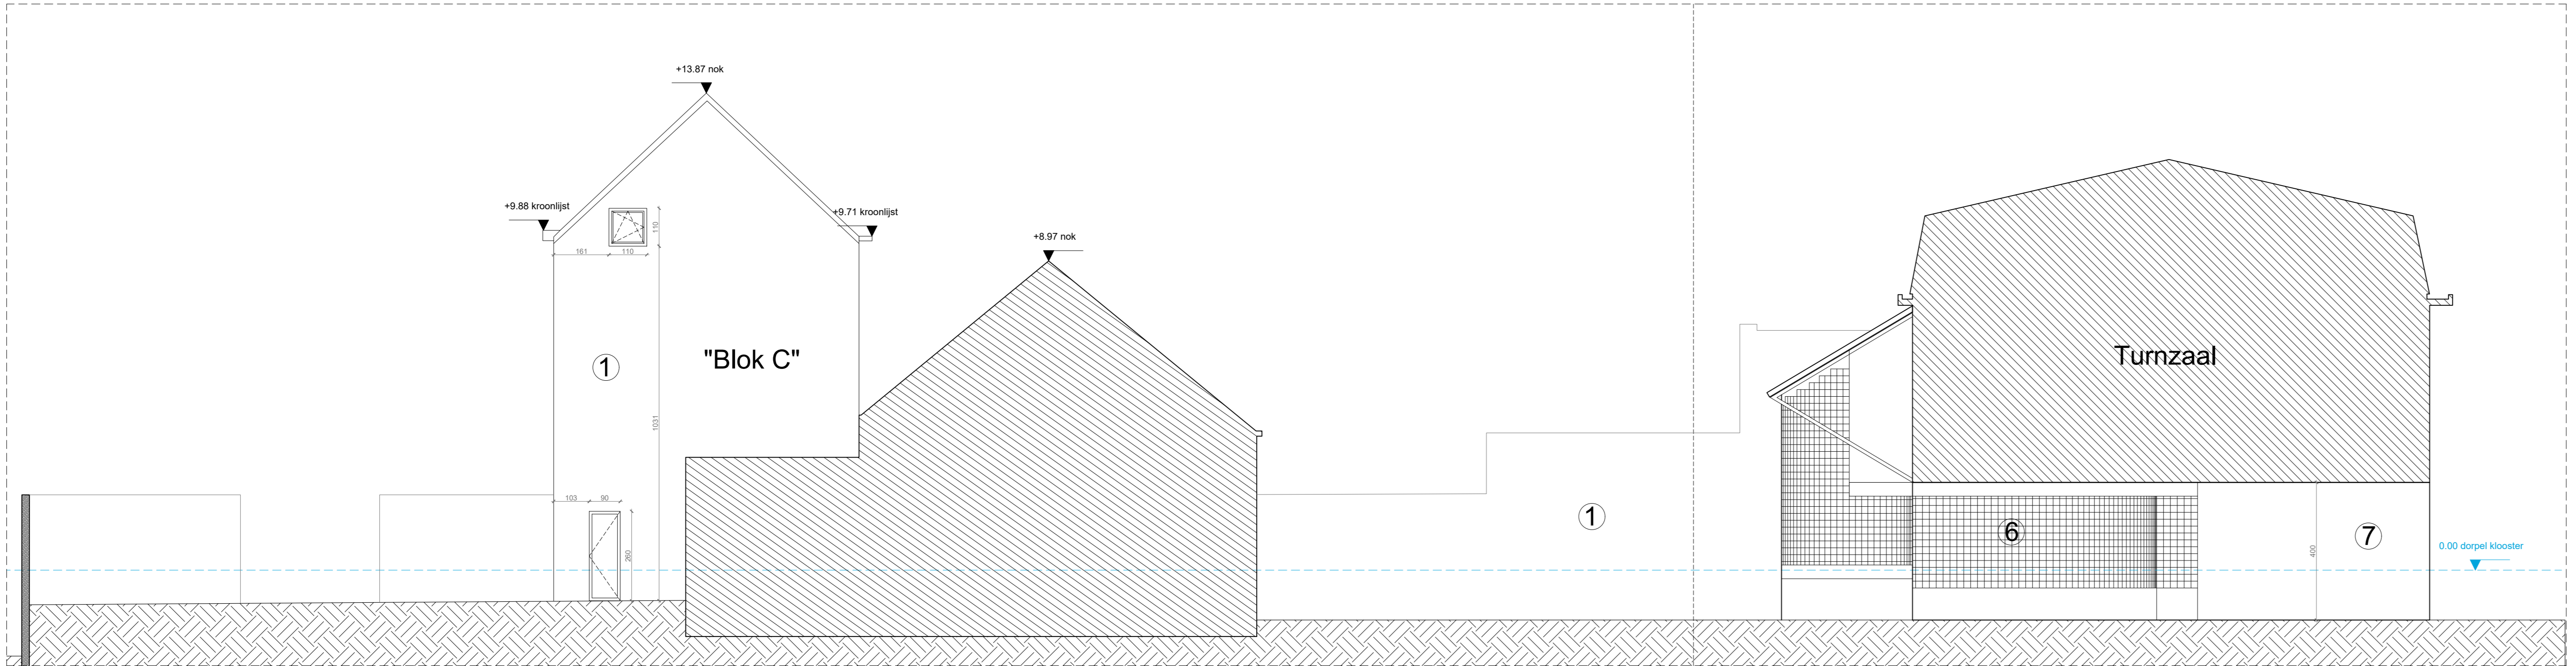 +13.87 nok
+9.88 kroonlijst
+9.71 kroonlijst
110
161
110
+8.97 nok
1
"Blok C"
Turnzaal
1031
103
90
260
1
6
7
400
0.00 dorpel klooster